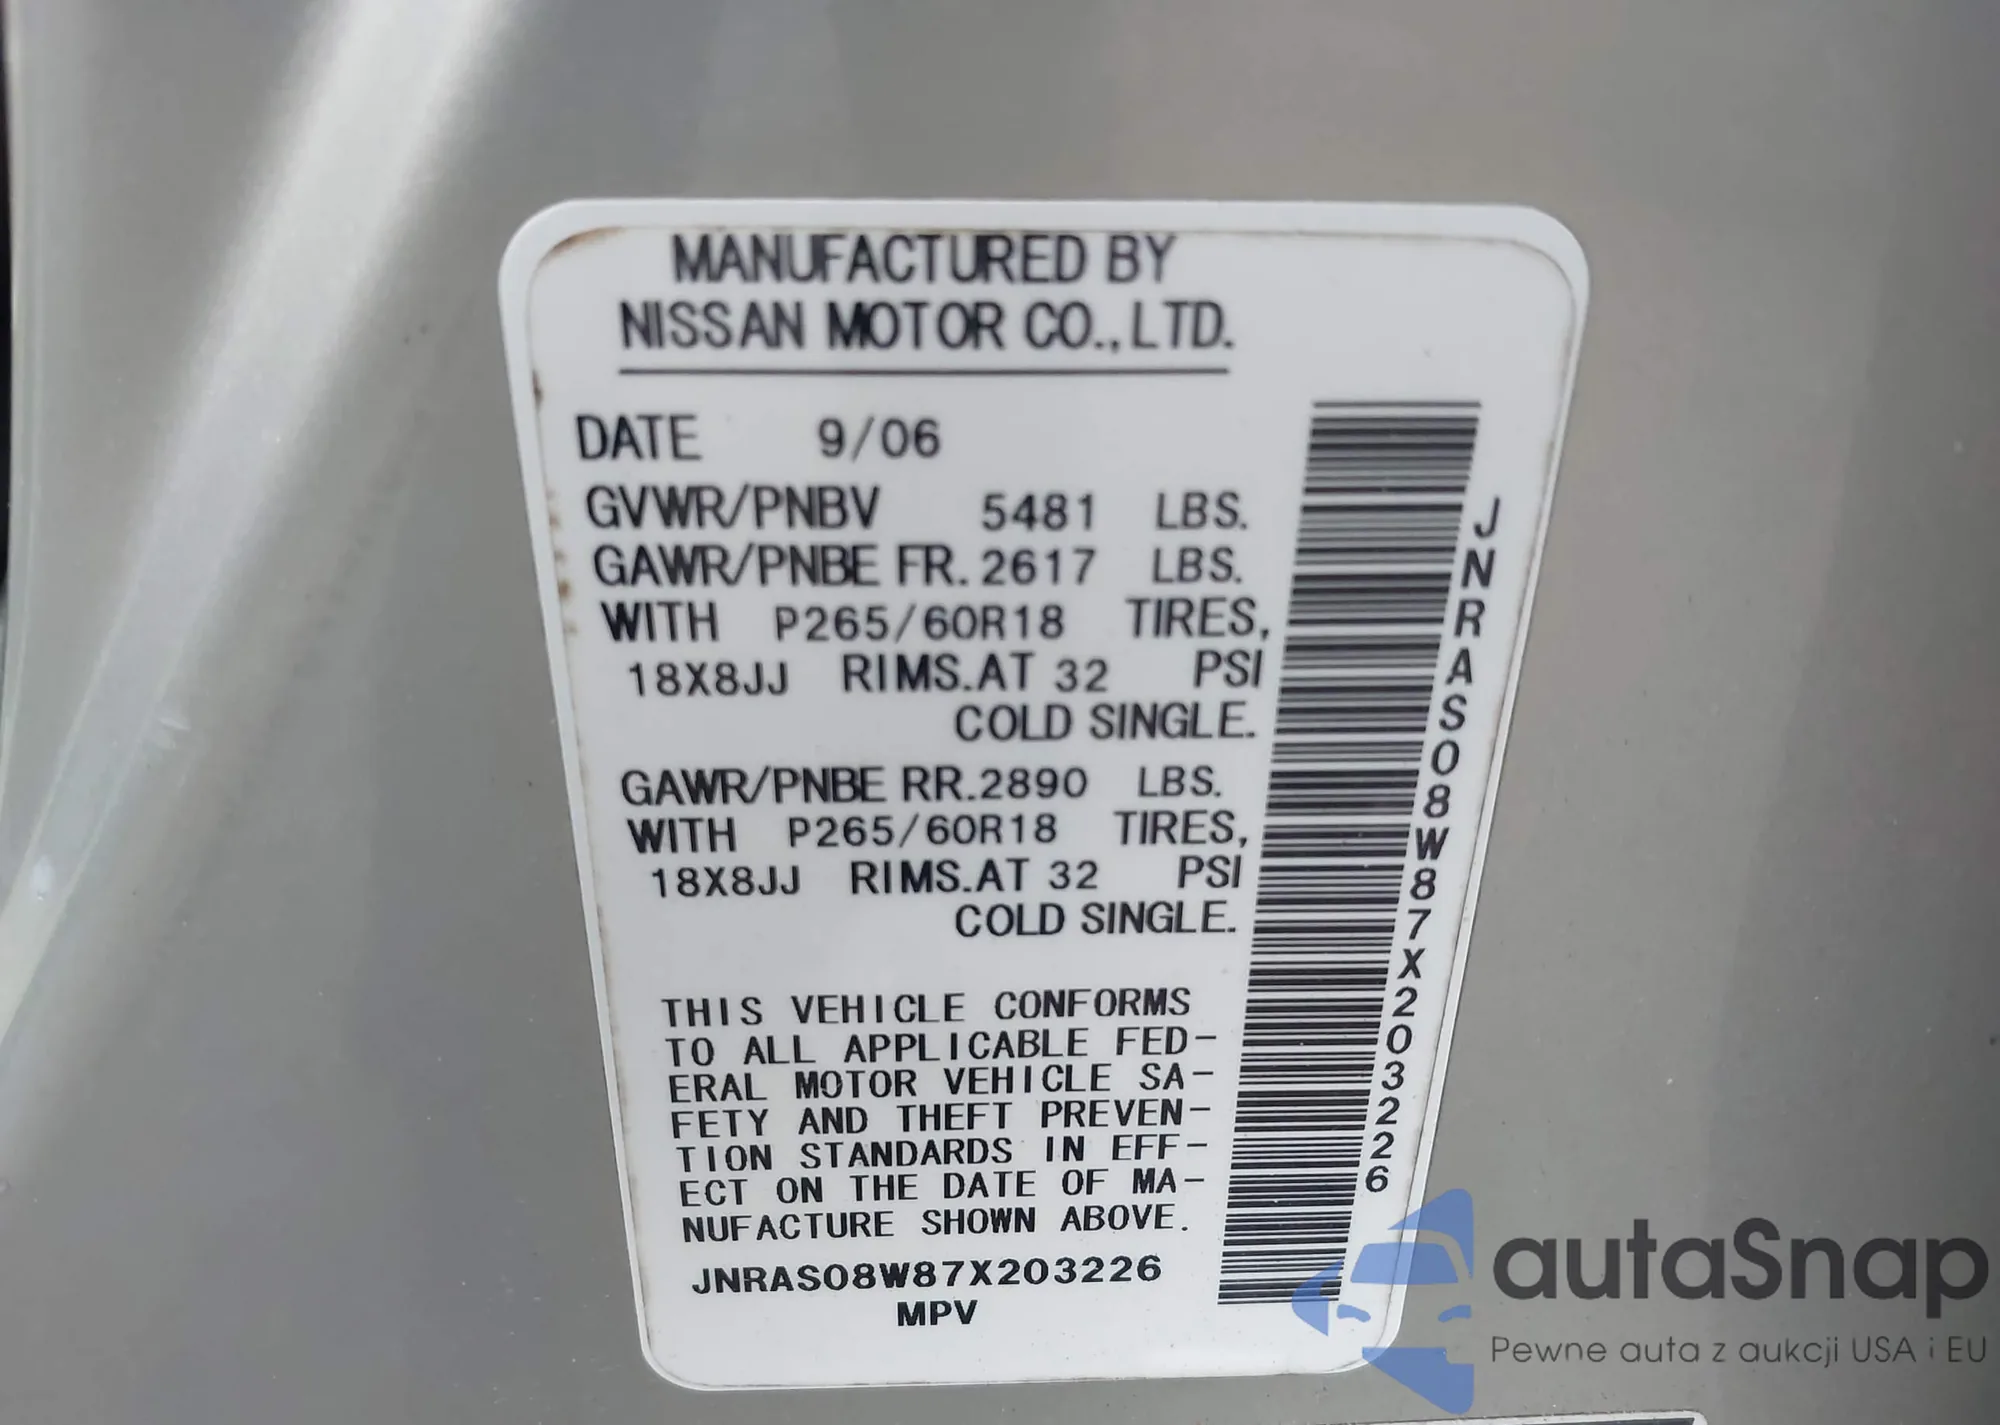 MANUFACTURED BY
NISSAN MOTOR CO., LTD.
DATE 9/06
GVWR/PNBV 5481 LBS.
GAWR/PNBE FR. 2617 LBS.
WITH P265/60R18 TIRES,
18X8JJ RIMS.AT 32 PSI
COLD SINGLE.
GAWR/PNBE RR.2890 LBS.
WITH P265/60R18 TIRES,
18X8JJ RIMS.AT 32 PSI
COLD SINGLE.
THIS VEHICLE CONFORMS
TO ALL APPLICABLE FED-
ERAL MOTOR VEHICLE SA-
FETY AND THEFT PREVEN-
TION STANDARDS IN EFF-
ECT ON THE DATE OF MA-
NUFACTURE SHOWN ABOVE.
JNRAS08W87X203226
MPV
JNRAS08W87X203226
autaSnap
Pewne auta z aukcji USA i EU